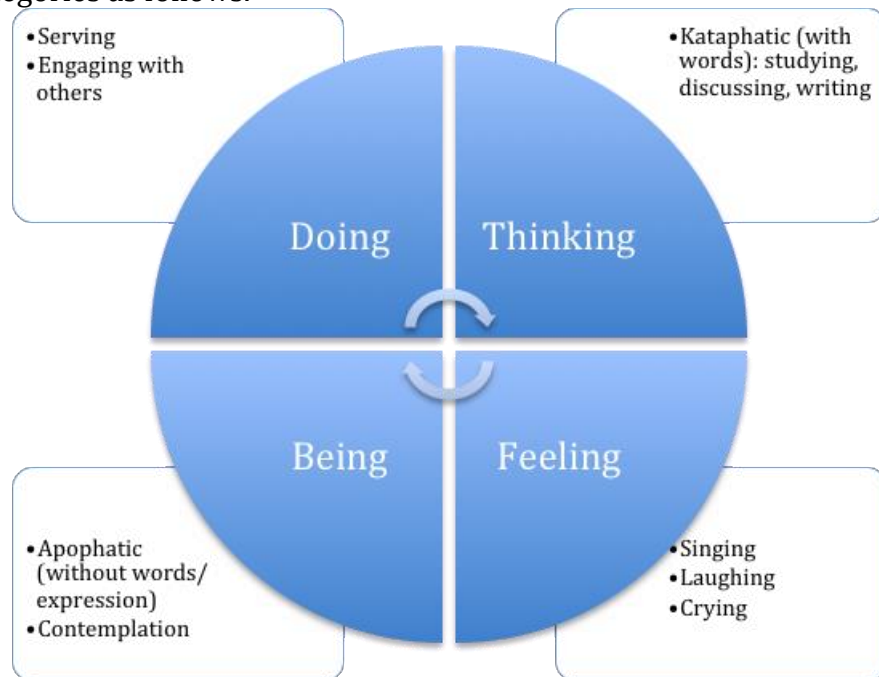 •Serving
•Engaging with
others
•Kataphatic (with
words): studying,
discussing, writing
Doing
Thinking
Being
Feeling
•Apophatic
(without words/
expression)
•Contemplation
•Singing
•Laughing
•Crying